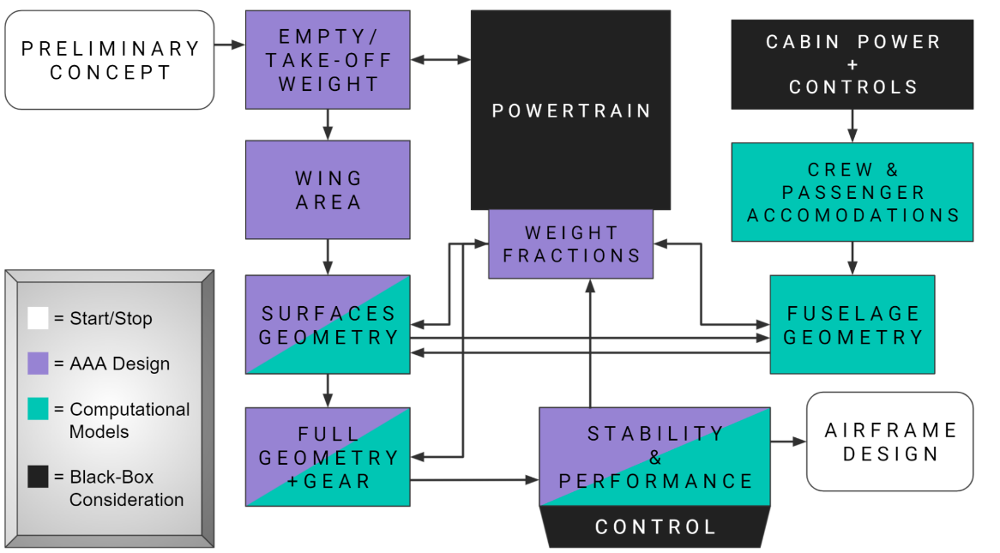 PRELIMINARY
CONCEPT
EMPTY/
TAKE-OFF
WEIGHT
POWERTRAIN
CABIN POWER
+
CONTROLS
WING
AREA
WEIGHT
FRACTIONS
CREW &
PASSENGER
ACCOMODATIONS
SURFACES
GEOMETRY
FUSELAGE
GEOMETRY
FULL
GEOMETRY
+GEAR
STABILITY
&
PERFORMANCE
CONTROL
AIRFRAME
DESIGN
= Start/Stop
= AAA Design
= Computational
Models
= Black-Box
Consideration